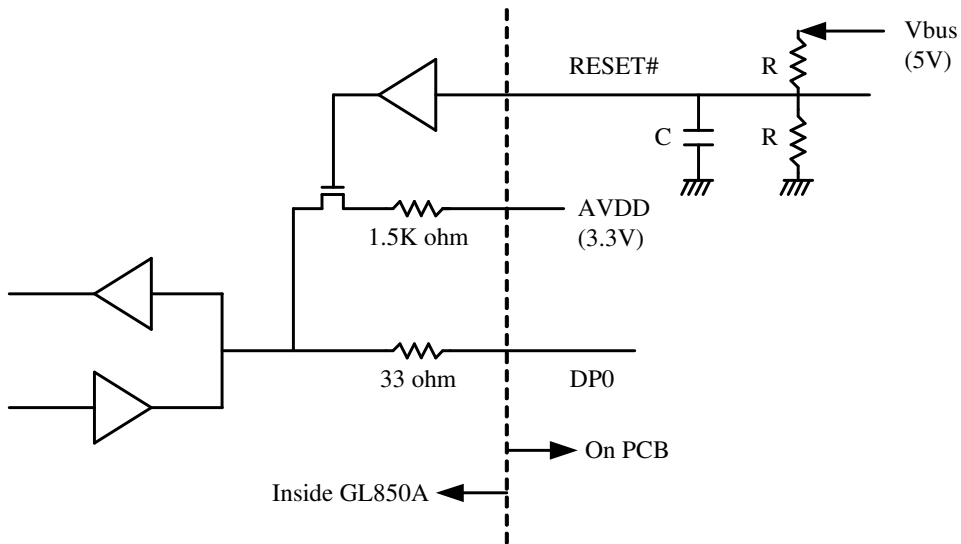 Vbus
(5V)
RESET#
R
C
R
AVDD
(3.3V)
1.5K ohm
33 ohm
DP0
On PCB
Inside GL850A